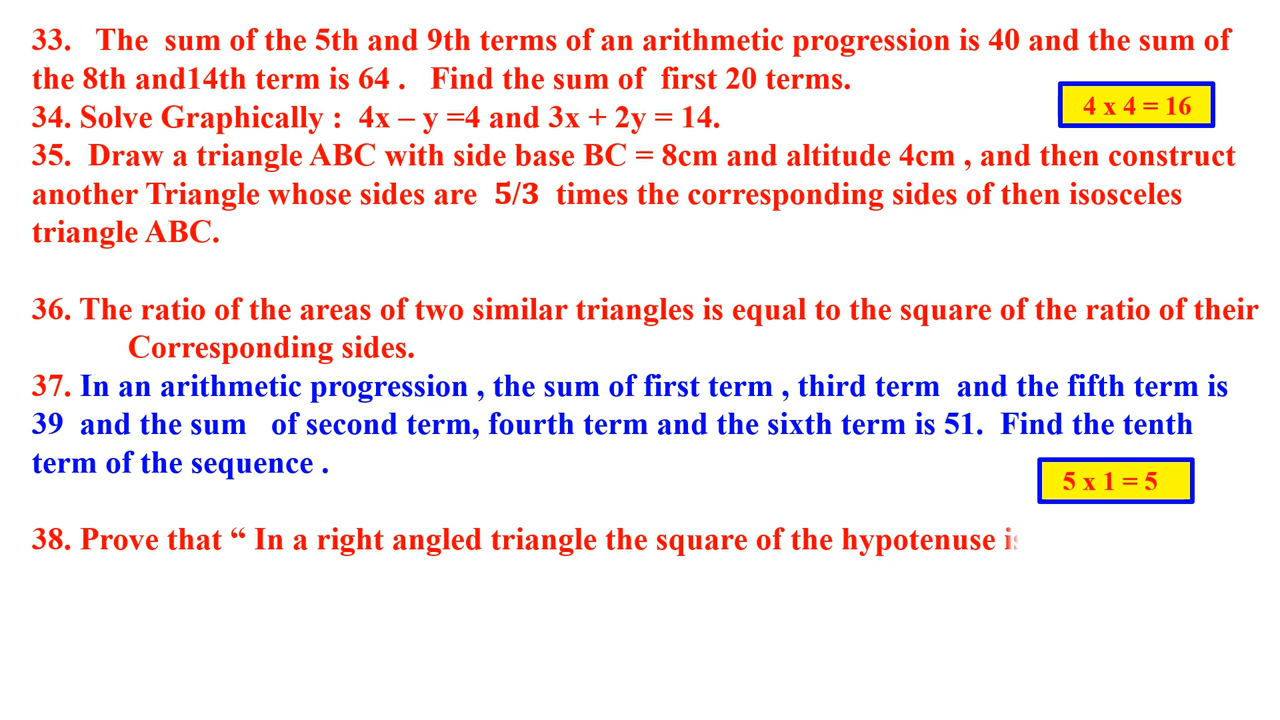 33. The sum of the 5th and 9th terms of an arithmetic progression is 40 and the sum of
the 8th and14th term is 64 . Find the sum of first 20 terms.
4 x 4 = 16
34. Solve Graphically : 4x – y =4 and 3x + 2y = 14.
35. Draw a triangle ABC with side base BC = 8cm and altitude 4cm , and then construct
another Triangle whose sides are 5/3 times the corresponding sides of then isosceles
triangle ABC.
36. The ratio of the areas of two similar triangles is equal to the square of the ratio of their
Corresponding sides.
37. In an arithmetic progression , the sum of first term , third term and the fifth term is
39 and the sum of second term, fourth term and the sixth term is 51. Find the tenth
term of the sequence .
5 x 1 = 5
38. Prove that “ In a right angled triangle the square of the hypotenuse